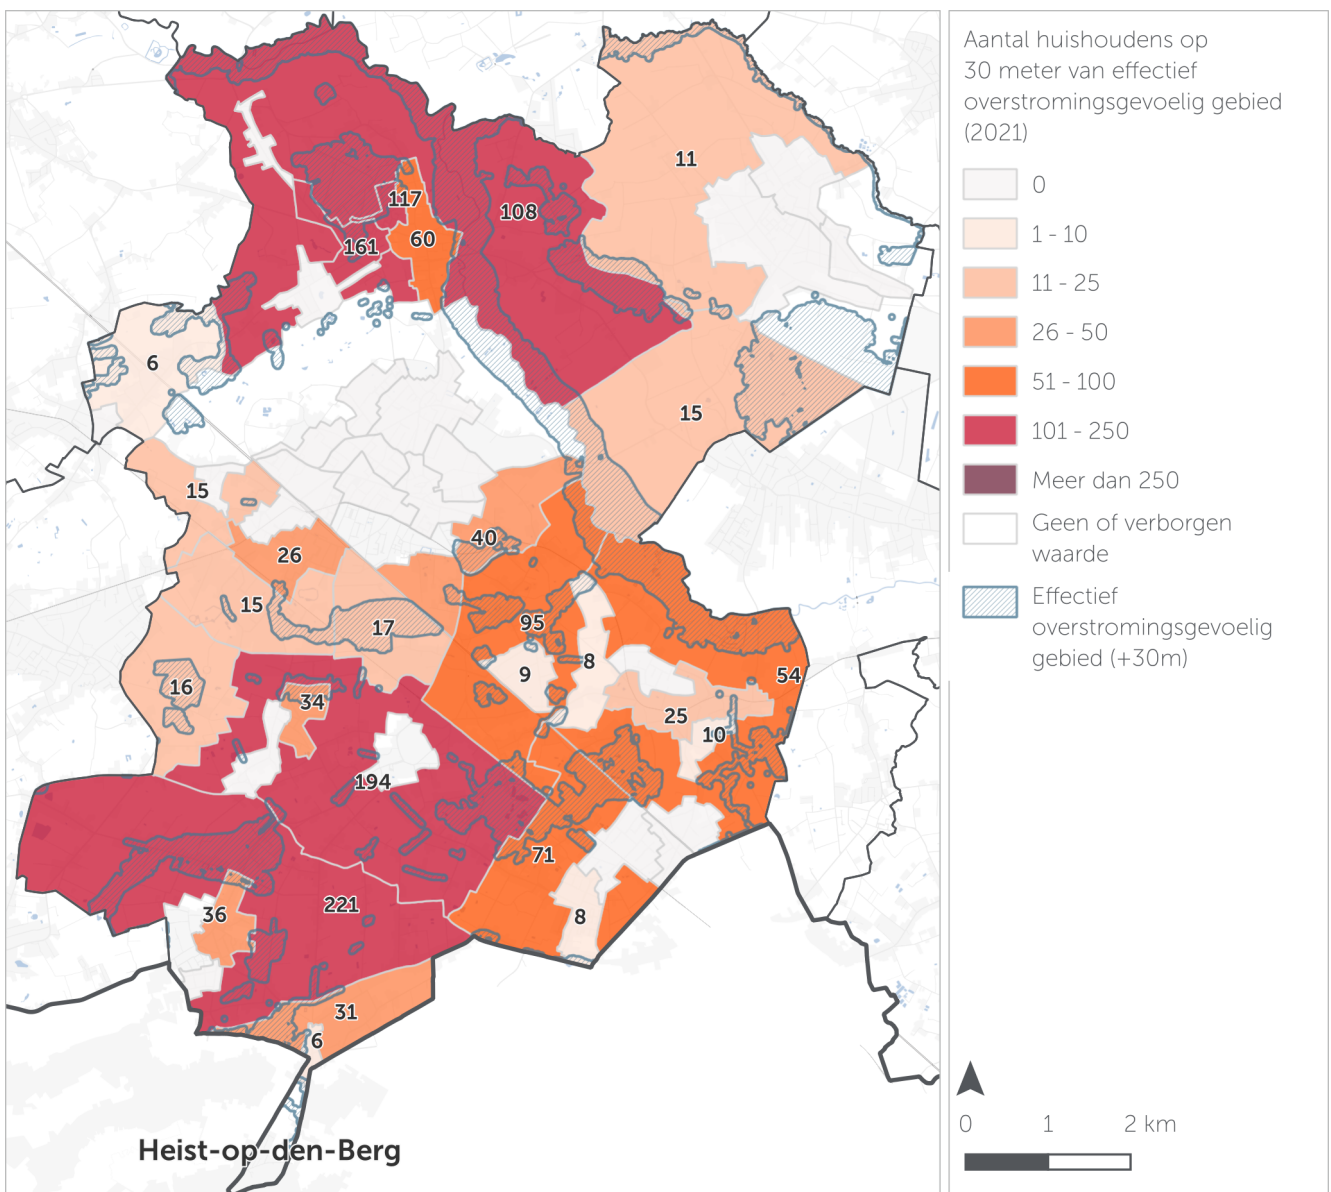 11
117
108
161
60
6
15
15
40
26
15
17
95
8
9
54
16
34
25
10
194
71
221
36
8
31
6
Heist-op-den-Berg
Aantal huishoudens op
30 meter van effectief
overstromingsgevoelig gebied
(2021)
0
1 - 10
11 - 25
26 - 50
51 - 100
101 - 250
Meer dan 250
Geen of verborgen
waarde
Effectief
overstromingsgevoelig
gebied (+30m)
0 1 2 km